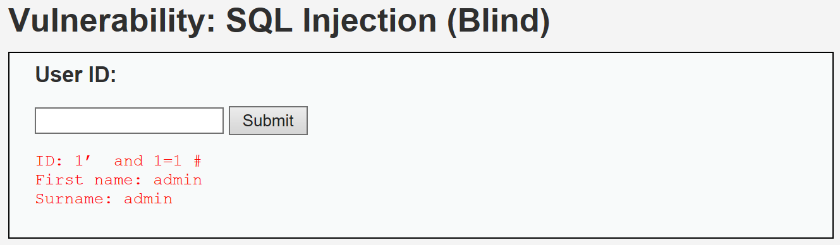 Vulnerability: SQL Injection (Blind)
User ID:
Submit
ID: 1′  and 1=1 #
First name: admin
Surname: admin